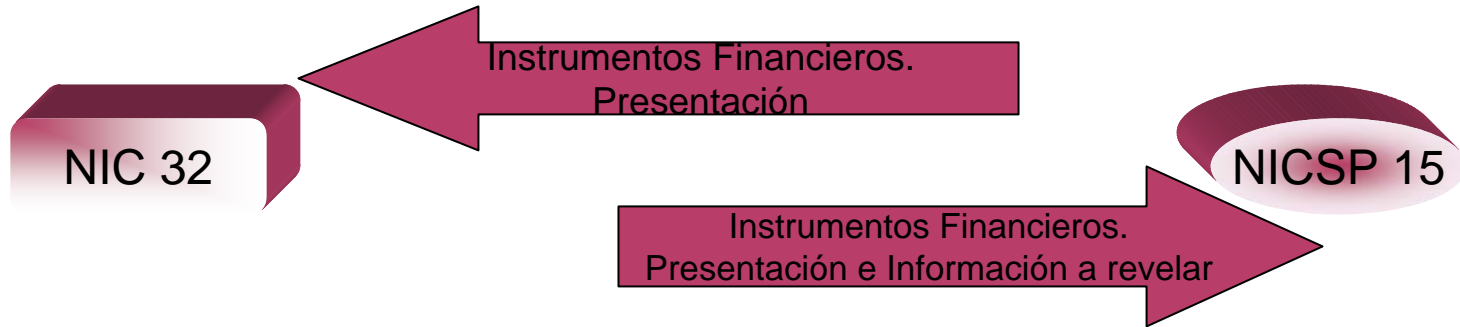 Instrumentos Financieros.
Presentación
NIC 32
NICSP 15
Instrumentos Financieros.
Presentación e Información a revelar